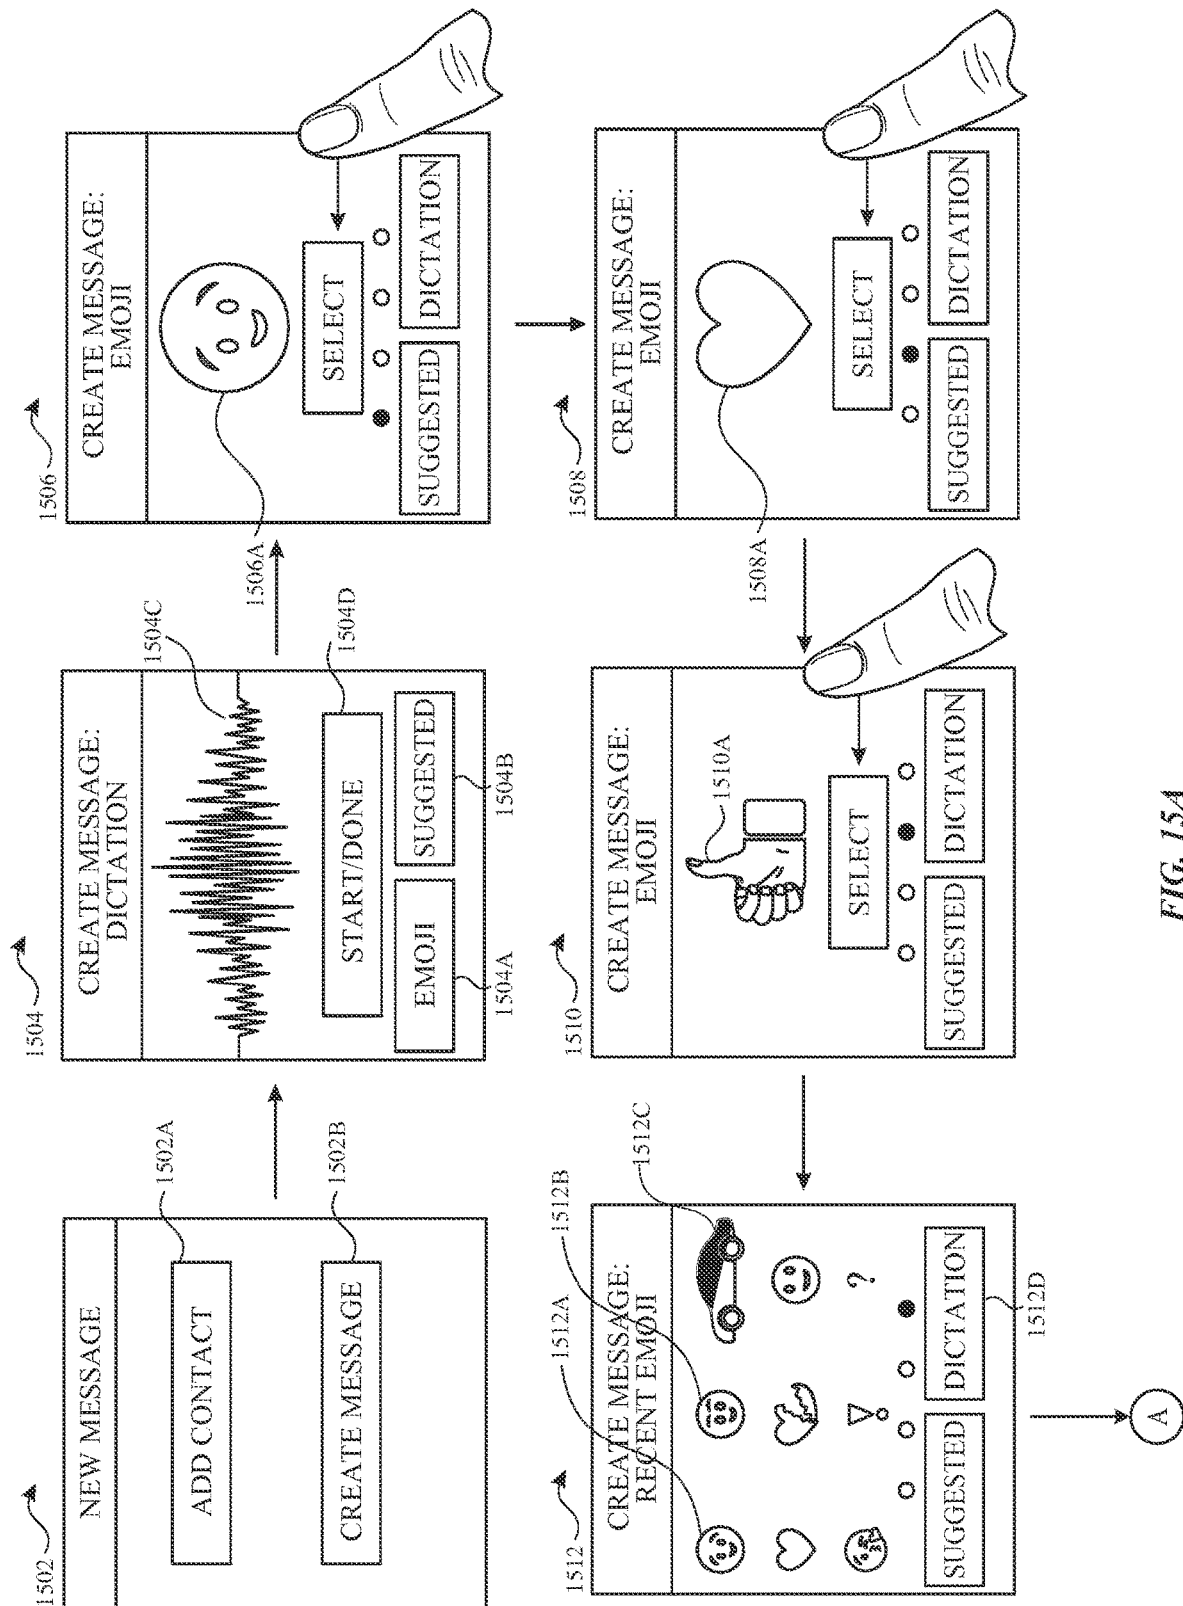 1502
NEW MESSAGE
ADD CONTACT
1502A
CREATE MESSAGE
1502B
1504
CREATE MESSAGE:
DICTATION
1504C
START/DONE
1504D
EMOJI
SUGGESTED
1504A
1504B
1506
CREATE MESSAGE:
EMOJI
1506A
SELECT
SUGGESTED
DICTATION
1508
CREATE MESSAGE:
EMOJI
1508A
SELECT
SUGGESTED
DICTATION
1510
CREATE MESSAGE:
EMOJI
1510A
SELECT
SUGGESTED
DICTATION
1512
CREATE MESSAGE:
RECENT EMOJI
1512A
1512B
1512C
?
SUGGESTED
DICTATION
1512D
A
FIG. 15A